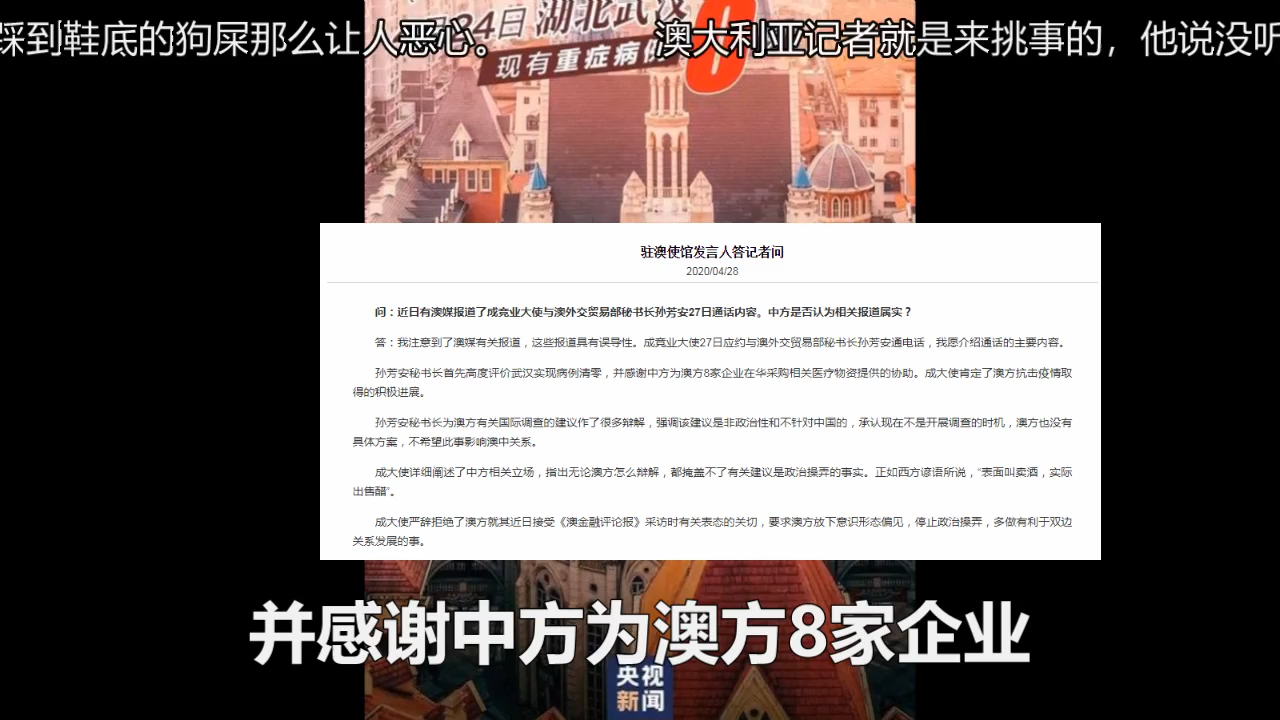 踩到鞋底的狗屎那么让人恶心。 澳大利亚记者就是来挑事的，他说没听
4日 湖北武汉
现有重症病例
0
驻澳使馆发言人答记者问
2020/04/28
问：近日有澳媒报道了成竞业大使与澳外交贸易部秘书长孙芳安27日通话内容。中方是否认为相关报道属实？
答：我注意到了澳媒有关报道，这些报道具有误导性。成竞业大使27日应约与澳外交贸易部秘书长孙芳安通电话，我愿介绍通话的主要内容。
孙芳安秘书长首先高度评价武汉实现病例清零，并感谢中方为澳方8家企业在华采购相关医疗物资提供的协助。成大使肯定了澳方抗击疫情取
得的积极进展。
孙芳安秘书长为澳方有关国际调查的建议作了很多辩解，强调该建议是非政治性和不针对中国的，承认现在不是开展调查的时机，澳方也没有
具体方案，不希望此事影响澳中关系。
成大使详细阐述了中方相关立场，指出无论澳方怎么辩解，都掩盖不了有关建议是政治操弄的事实。正如西方谚语所说，“表面叫卖酒，实际
出售醋”。
成大使严辞拒绝了澳方就其近日接受《澳金融评论报》采访时有关表态的关切，要求澳方放下意识形态偏见，停止政治操弄，多做有利于双边
关系发展的事。
并感谢中方为澳方8家企业
央视
新闻